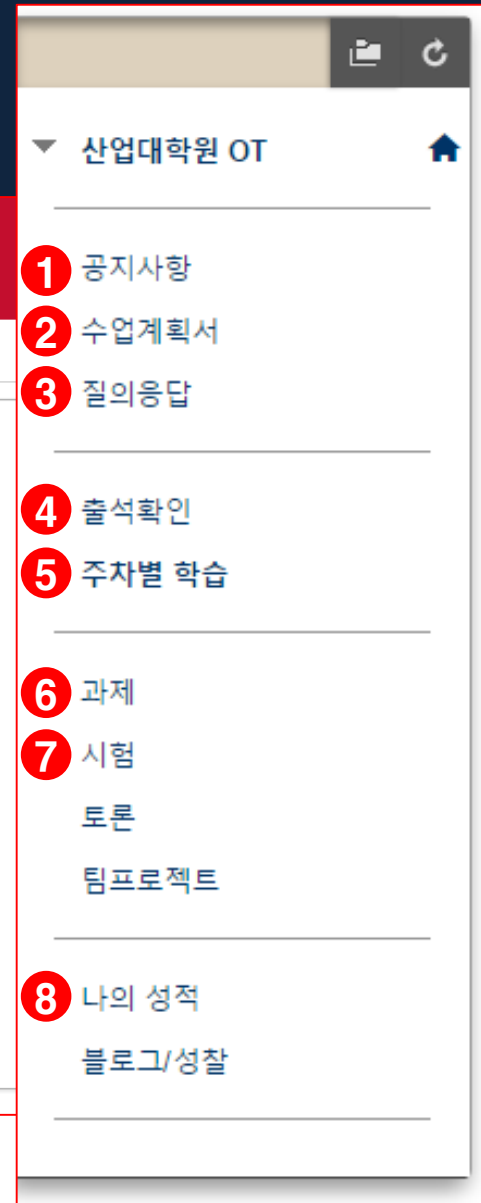 산업대학원 OT
1 공지사항
2 수업계획서
3 질의응답
4 출석확인
5 주차별 학습
6 과제
7 시험
토론
팀프로젝트
8 나의 성적
블로그/성찰